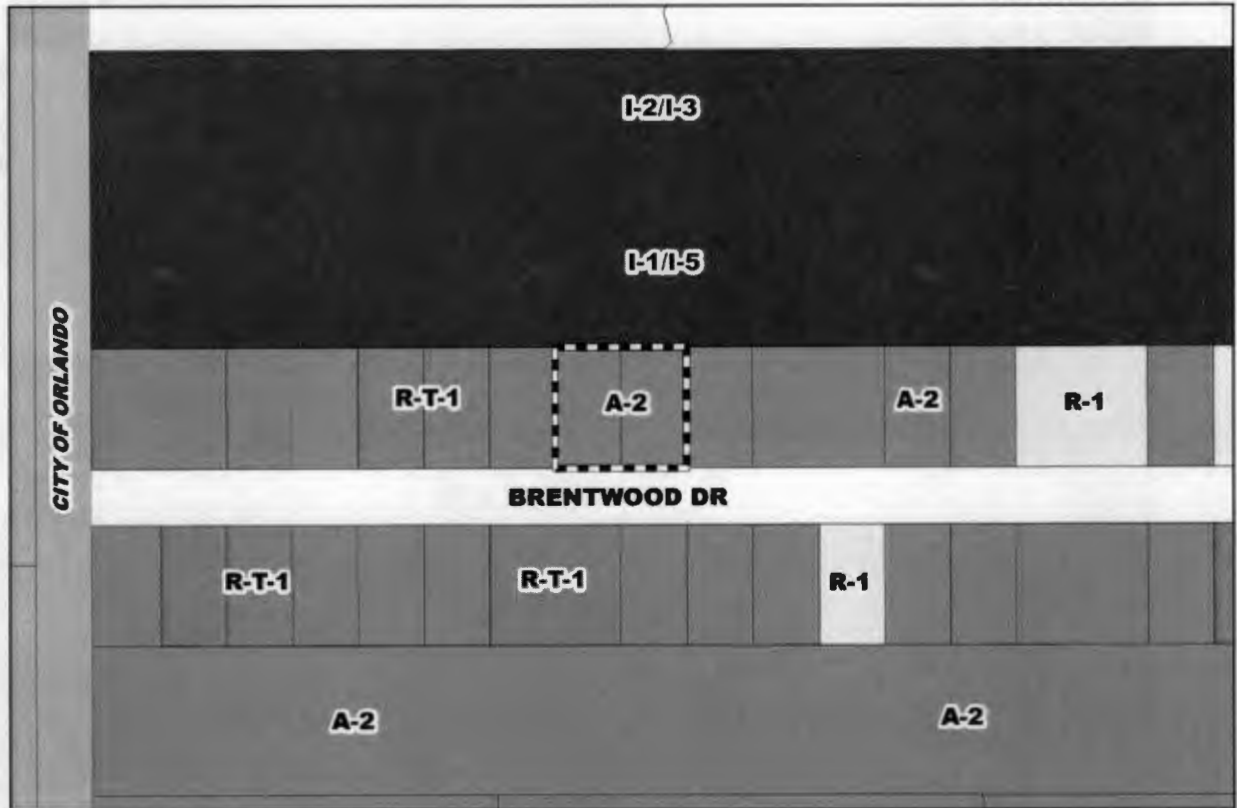 I-2/I-3
I-1/I-5
CITY OF ORLANDO
R-T-1
A-2
A-2
R-1
BRENTWOOD DR
R-T-1
R-T-1
R-1
A-2
A-2